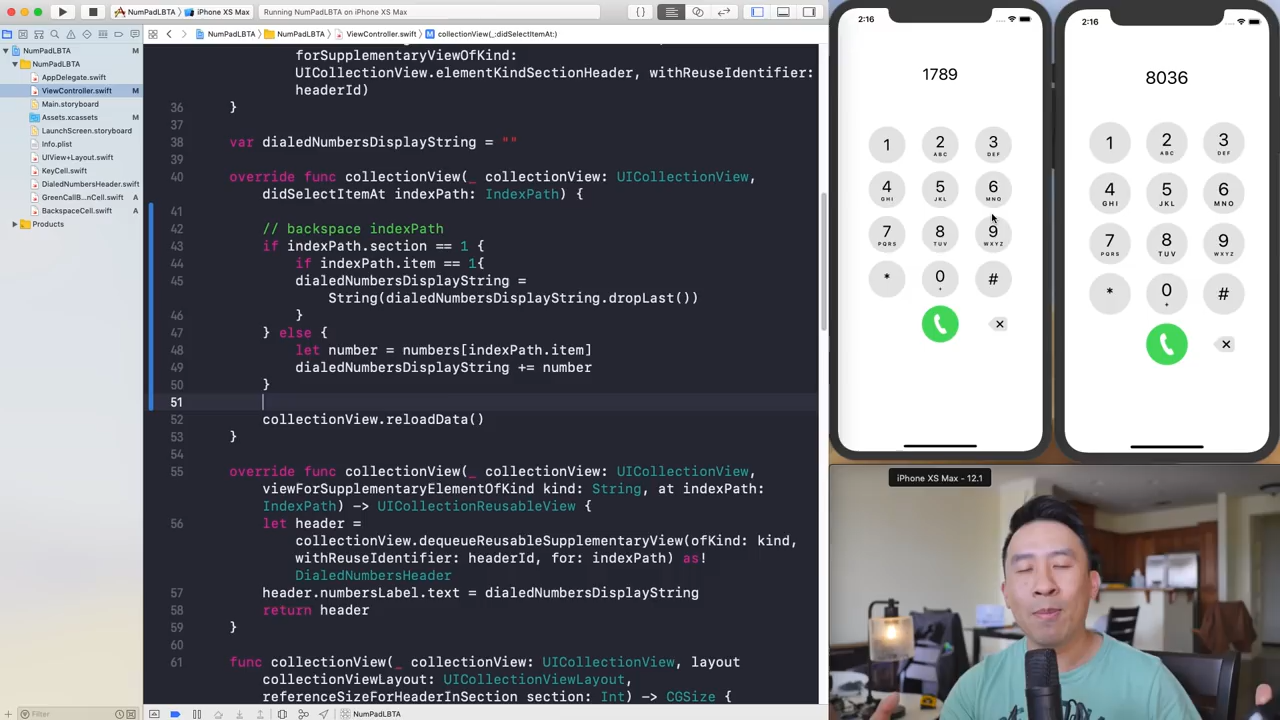 NumPadLBTA
iPhone XS Max
Running NumPadLBTA on iPhone XS Max
NumPadLBTA
NumPadLBTA
ViewController.swift
collectionView(_:didSelectItemAt:)
NumPadLBTA
M
NumPadLBTA
AppDelegate.swift
ViewController.swift
M
Main.storyboard
Assets.xcassets
M
LaunchScreen.storyboard
Info.plist
UIView+Layout.swift
KeyCell.swift
DialedNumbersHeader.swift
GreenCallB...nCell.swift
A
BackspaceCell.swift
A
Products
Filter
forSupplementaryViewOfKind:
UICollectionView.elementKindSectionHeader, withReuseIdentifier:
headerId)
36 }
37
38 var dialedNumbersDisplayString = ""
39
40 override func collectionView(_ collectionView: UICollectionView,
didSelectItemAt indexPath: IndexPath) {
41
42 // backspace indexPath
43 if indexPath.section == 1 {
44 if indexPath.item == 1{
45 dialedNumbersDisplayString =
String(dialedNumbersDisplayString.dropLast())
46 }
47 } else {
48 let number = numbers[indexPath.item]
49 dialedNumbersDisplayString += number
50 }
51
52 collectionView.reloadData()
53 }
54
55 override func collectionView(_ collectionView: UICollectionView,
viewForSupplementaryElementOfKind kind: String, at indexPath:
IndexPath) -> UICollectionReusableView {
56 let header =
collectionView.dequeueReusableSupplementaryView(ofKind: kind,
withReuseIdentifier: headerId, for: indexPath) as!
DialedNumbersHeader
57 header.numbersLabel.text = dialedNumbersDisplayString
58 return header
59 }
60
61 func collectionView(_ collectionView: UICollectionView, layout
collectionViewLayout: UICollectionViewLayout,
referenceSizeForHeaderInSection section: Int) -> CGSize {
NumPadLBTA
2:16
1789
1
2
ABC
3
DEF
4
GHI
5
JKL
6
MNO
7
PQRS
8
TUV
9
WXYZ
*
0
+
#
iPhone XS Max - 12.1
2:16
8036
1
2
ABC
3
DEF
4
GHI
5
JKL
6
MNO
7
PQRS
8
TUV
9
WXYZ
*
0
+
#